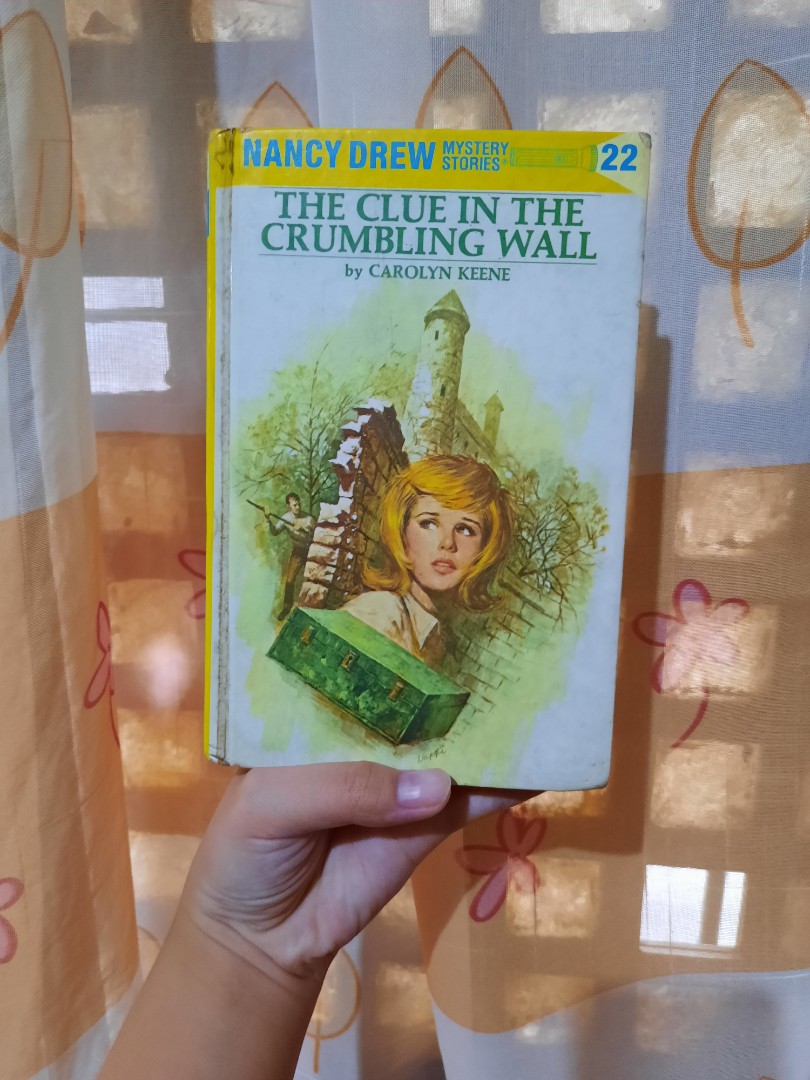 NANCY DREW MYSTERY STORIES® 22
THE CLUE IN THE
CRUMBLING WALL
by CAROLYN KEENE